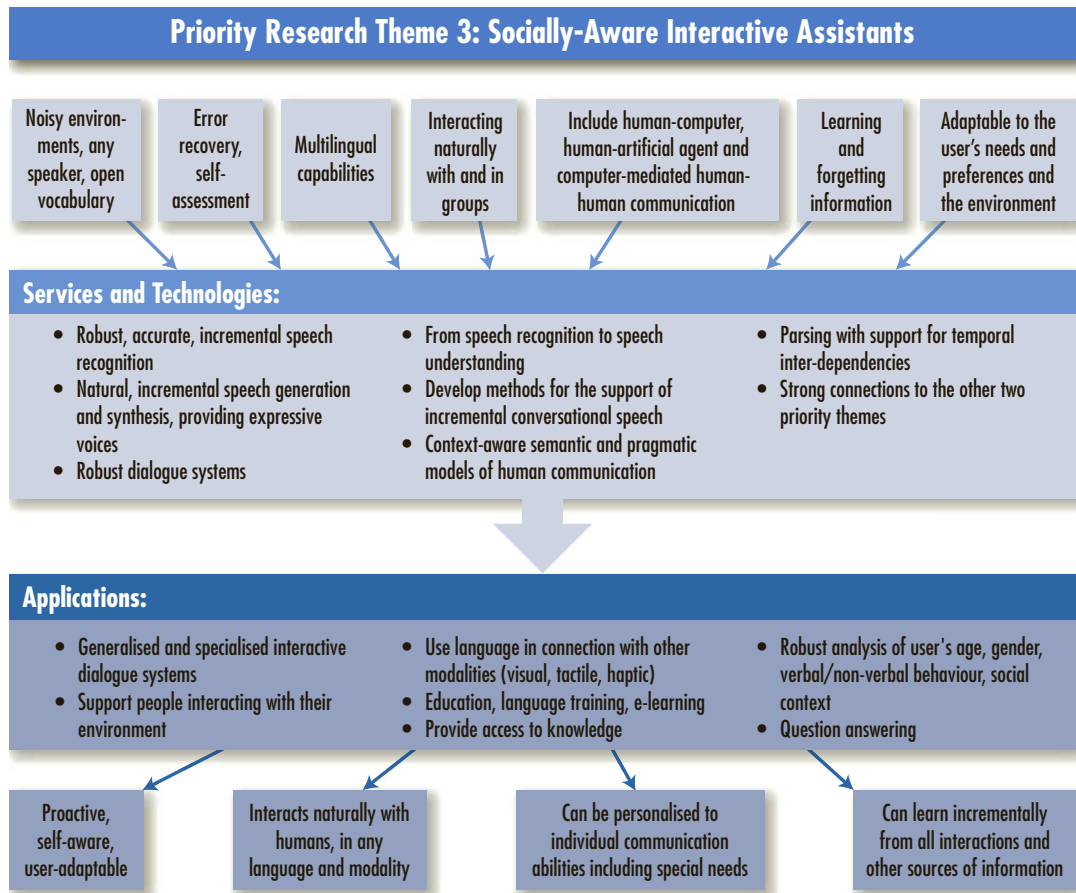 Priority Research Theme 3: Socially-Aware Interactive Assistants
Noisy environ-
ments, any
speaker, open
vocabulary
Error
recovery,
self-
assessment
Multilingual
capabilities
Interacting
naturally
with and in
groups
Include human-computer,
human-artificial agent and
computer-mediated human-
human communication
Learning
and
forgetting
information
Adaptable to the
user's needs and
preferences and
the environment
Services and Technologies:
• Robust, accurate, incremental speech
recognition
• Natural, incremental speech generation
and synthesis, providing expressive
voices
• Robust dialogue systems
• From speech recognition to speech
understanding
• Develop methods for the support of
incremental conversational speech
• Context-aware semantic and pragmatic
models of human communication
• Parsing with support for temporal
inter-dependencies
• Strong connections to the other two
priority themes
Applications:
• Generalised and specialised interactive
dialogue systems
• Support people interacting with their
environment
• Use language in connection with other
modalities (visual, tactile, haptic)
• Education, language training, e-learning
• Provide access to knowledge
• Robust analysis of user's age, gender,
verbal/non-verbal behaviour, social
context
• Question answering
Proactive,
self-aware,
user-adaptable
Interacts naturally with
humans, in any
language and modality
Can be personalised to
individual communication
abilities including special needs
Can learn incrementally
from all interactions and
other sources of information